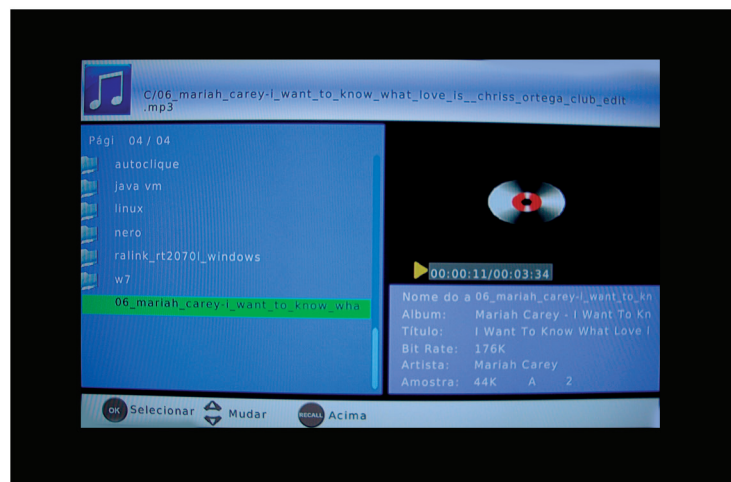 C/06_mariah_carey-i_want_to_know_what_love_is__chriss_ortega_club_edit
.mp3
Pági 04 / 04
autoclique
java vm
linux
nero
ralink_rt2070l_windows
w7
06_mariah_carey-i_want_to_know_wha
00:00:11/00:03:34
Nome do a 06_mariah_carey-i_want_to_kn
Album: Mariah Carey - I Want To Kn
Título: I Want To Know What Love I
Bit Rate: 176K
Artista: Mariah Carey
Amostra: 44K A 2
OK Selecionar Mudar RECALL Acima